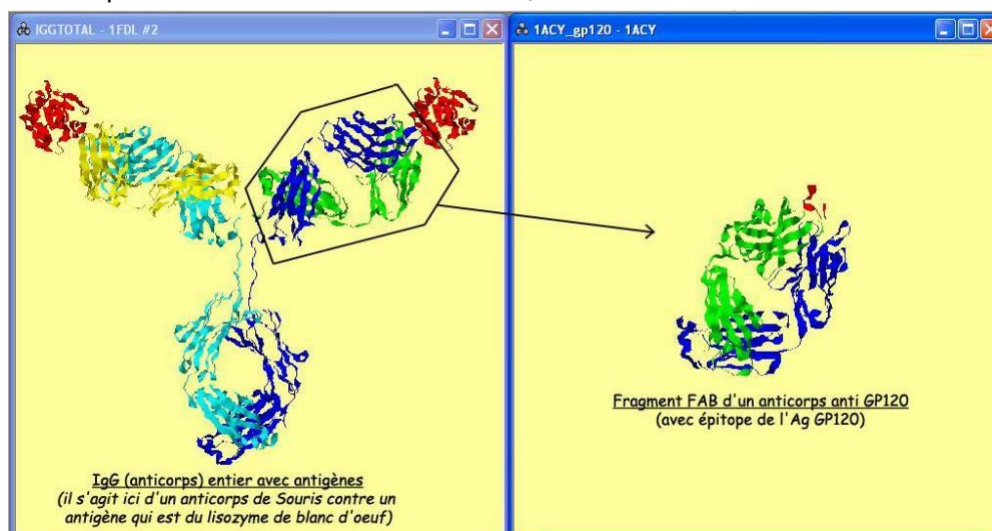 IGGTOTAL - 1FDL #2
1ACY_gp120 - 1ACY
IgG (anticorps) entier avec antigènes
(il s'agit ici d'un anticorps de Souris contre un
antigène qui est du lisozyme de blanc d'oeuf)
Fragment FAB d'un anticorps anti GP120
(avec épitope de l'Ag GP120)